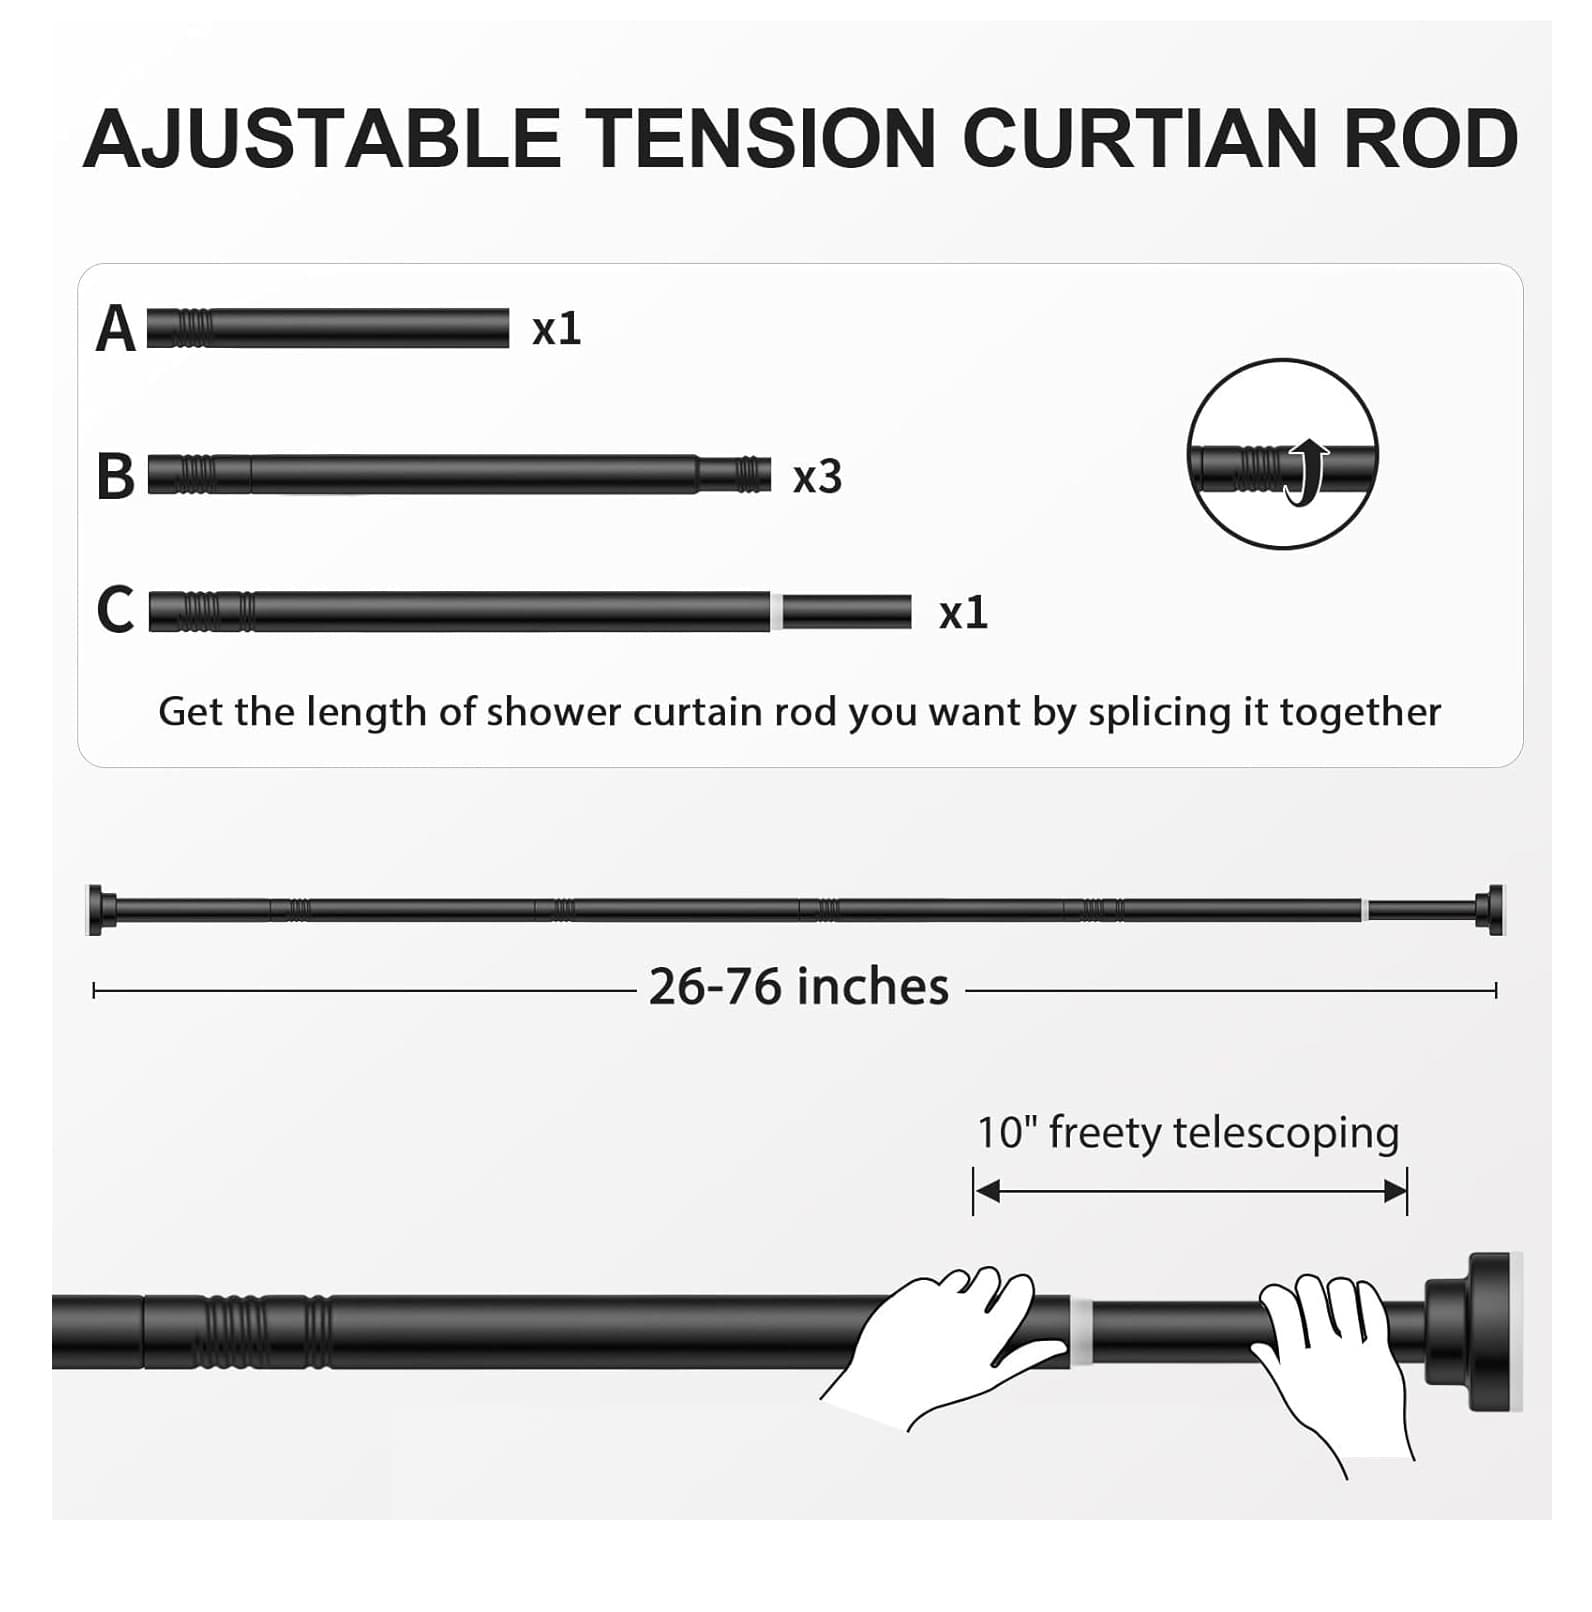 AJUSTABLE TENSION CURTIAN ROD
A x1
B x3
C x1
Get the length of shower curtain rod you want by splicing it together
26-76 inches
10" freety telescoping